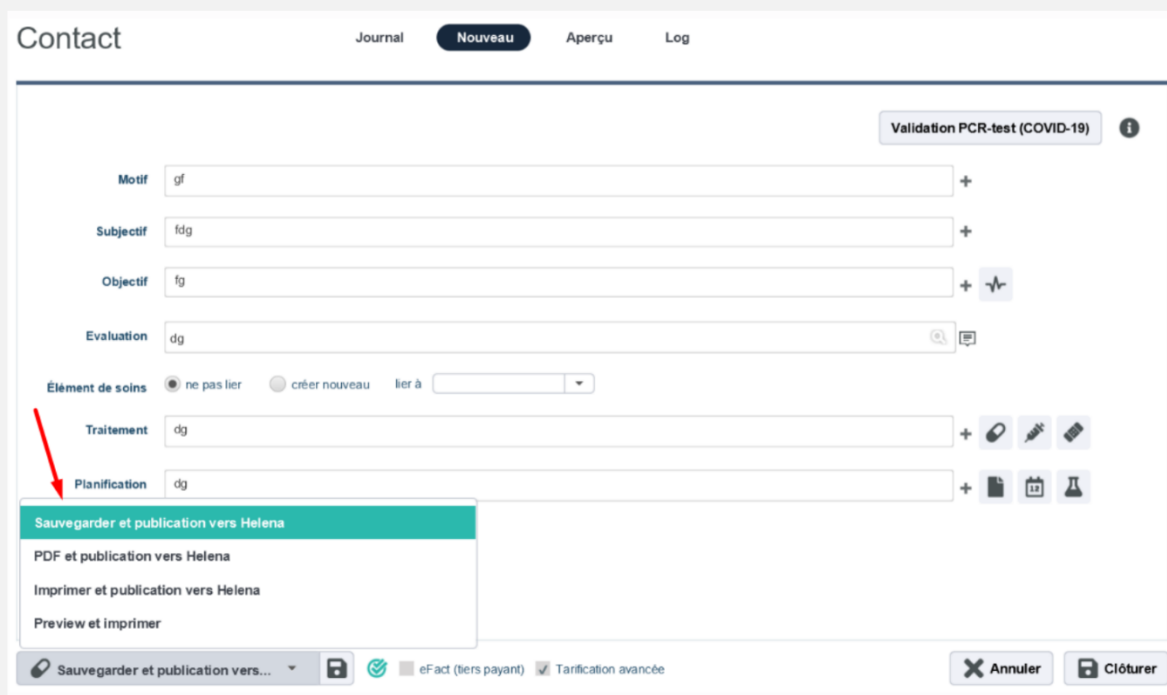 Contact
Journal Nouveau Aperçu Log
Validation PCR-test (COVID-19)
Motif gf
Subjectif fdg
Objectif fg
Evaluation dg
Élément de soins ne pas lier créer nouveau lier à
Traitement dg
Planification dg
12
Sauvegarder et publication vers Helena
PDF et publication vers Helena
Imprimer et publication vers Helena
Preview et imprimer
Sauvegarder et publication vers... eFact (tiers payant) Tarification avancée Annuler Clôturer